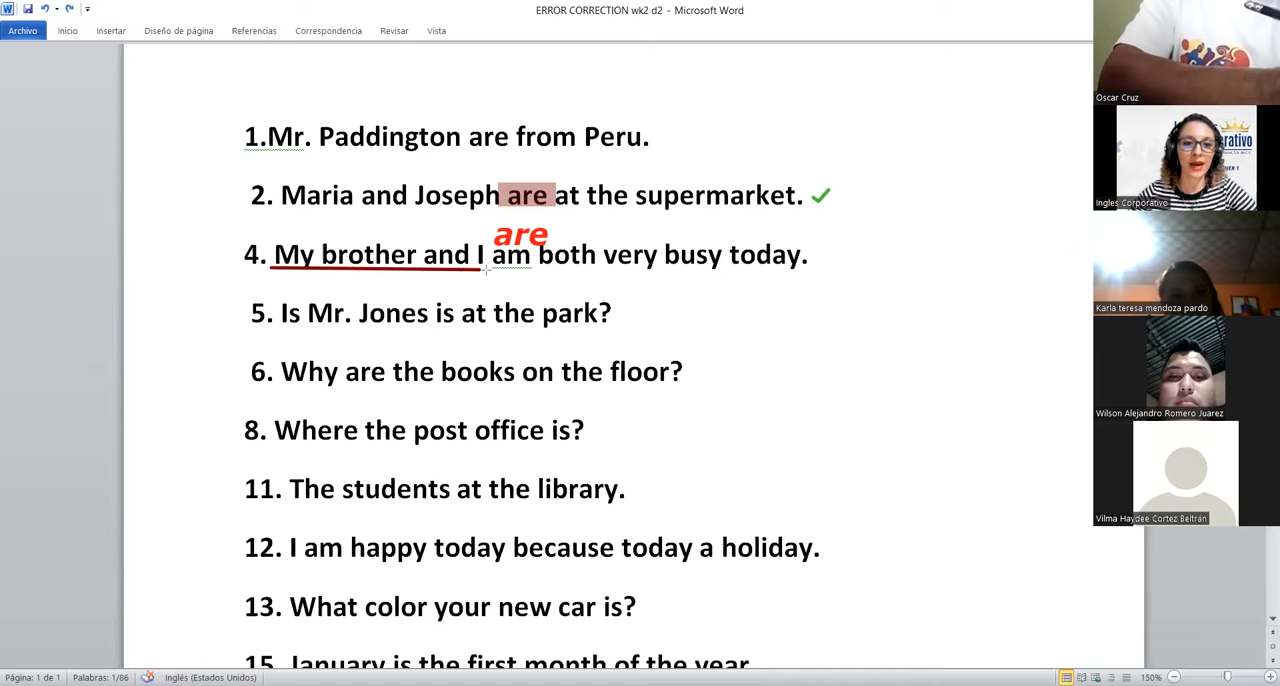 ERROR CORRECTION wk2 d2 - Microsoft Word
Archivo Inicio Insertar Diseño de página Referencias Correspondencia Revisar Vista
1.Mr. Paddington are from Peru.
2. Maria and Joseph are at the supermarket.
are
4. My brother and I am both very busy today.
5. Is Mr. Jones is at the park?
6. Why are the books on the floor?
8. Where the post office is?
11. The students at the library.
12. I am happy today because today a holiday.
13. What color your new car is?
15. January is the first month of the year.
Oscar Cruz
Ingles Corporativo
Karla teresa mendoza pardo
Wilson Alejandro Romero Juarez
Vilma Haydee Cortez Beltrán
Página: 1 de 1 Palabras: 1/86 Inglés (Estados Unidos) 150%